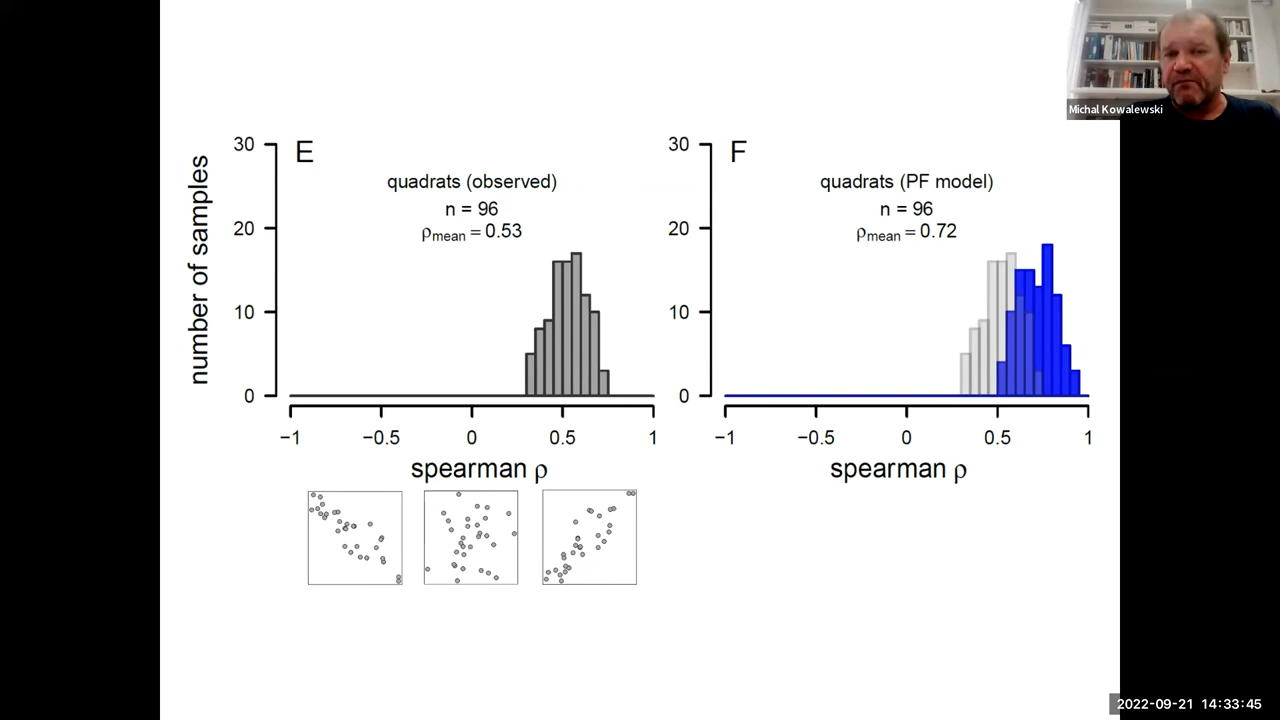 Michal Kowalewski
30
E
quadrats (observed)
n = 96
ρmean = 0.53
20
10
0
number of samples
−1
−0.5
0
0.5
1
spearman ρ
30
F
quadrats (PF model)
n = 96
ρmean = 0.72
20
10
0
−1
−0.5
0
0.5
1
spearman ρ
2022-09-21 14:33:45